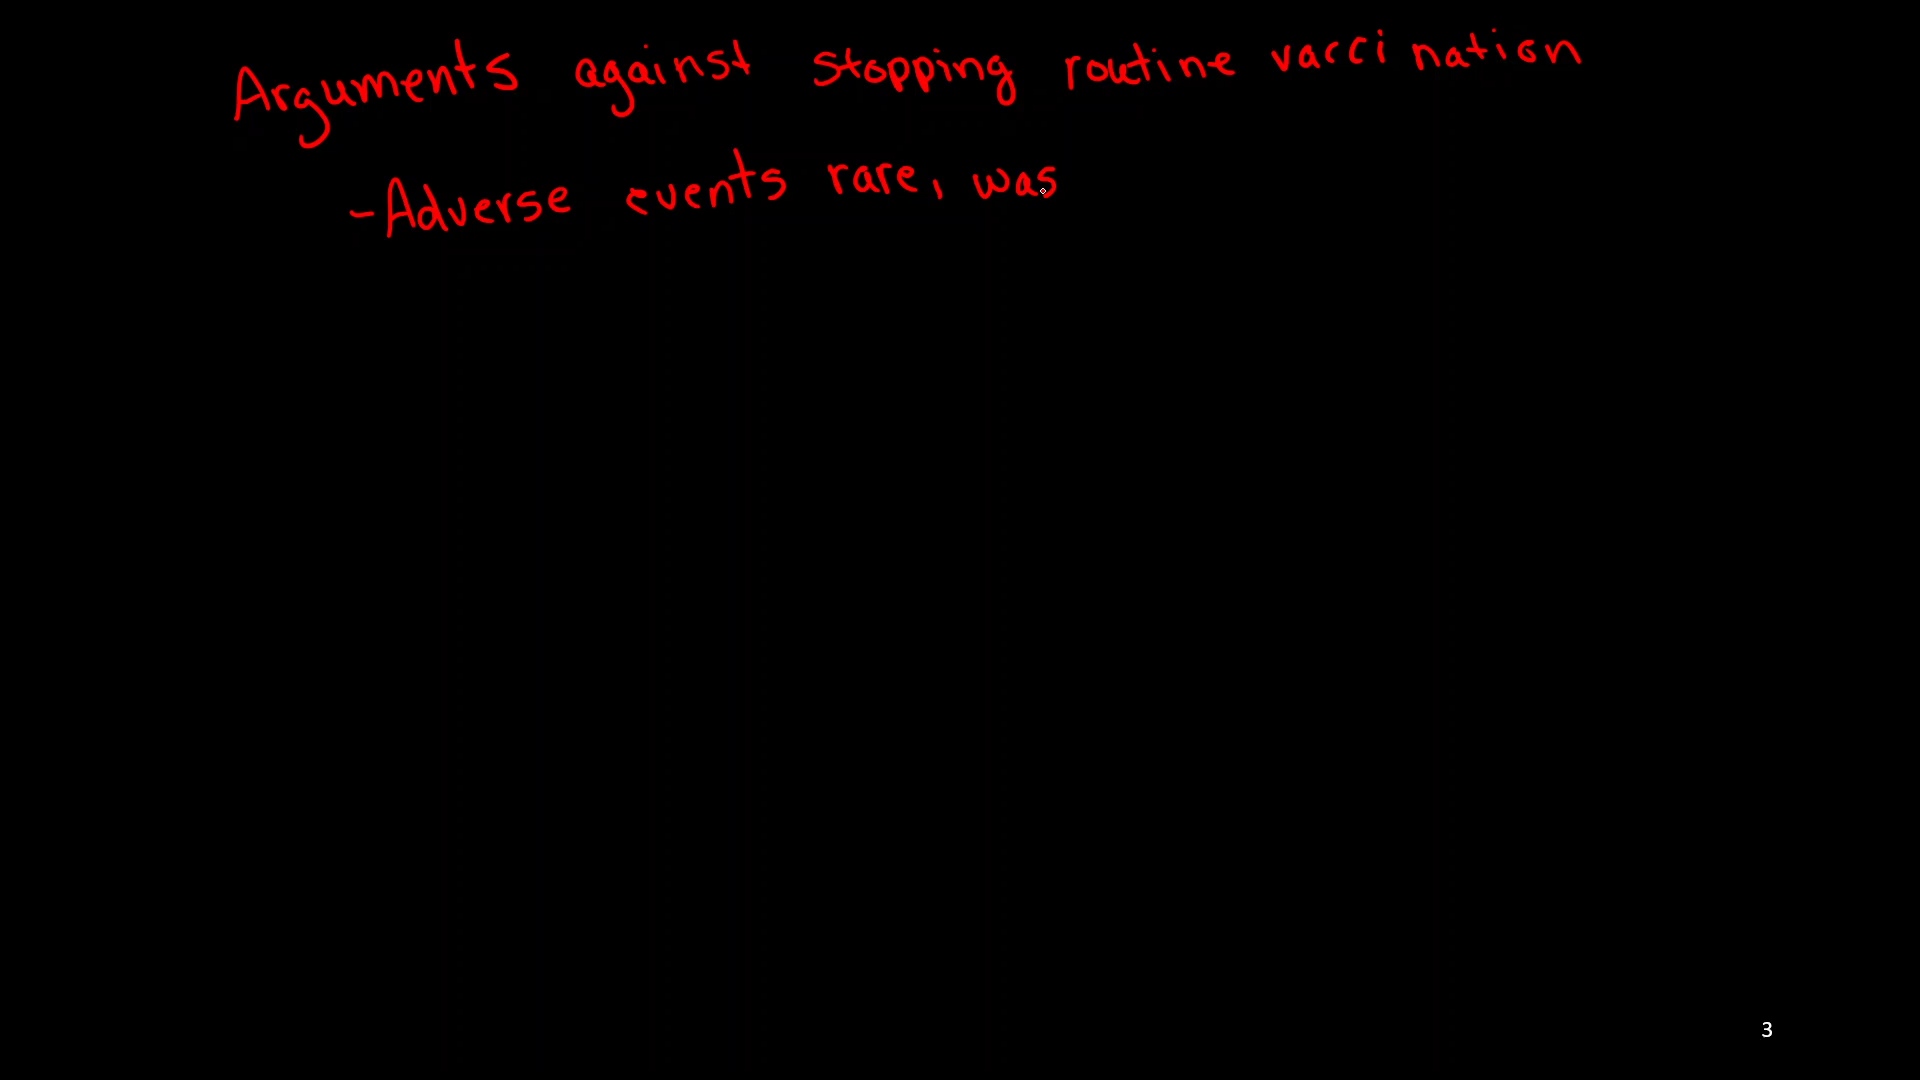 Arguments against stopping routine vaccination
- Adverse events rare, was
3